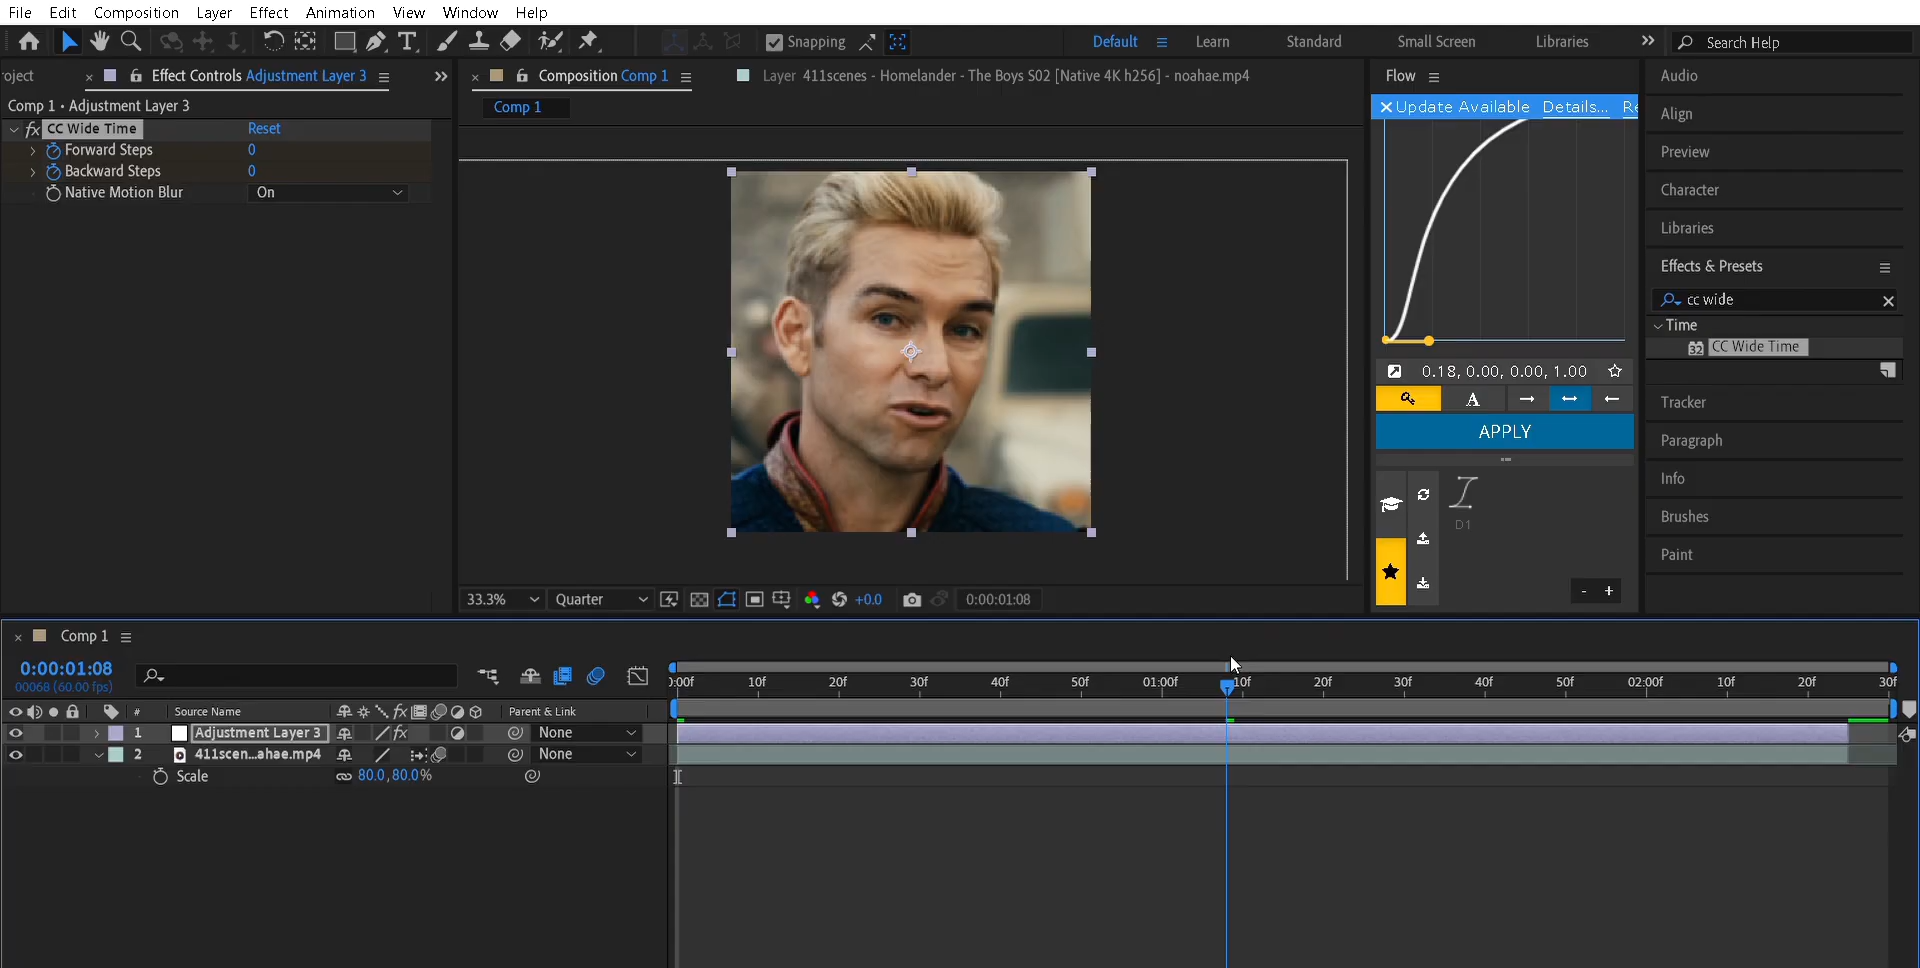 File Edit Composition Layer Effect Animation View Window Help
Snapping
Default Learn Standard Small Screen Libraries
Search Help
oject
Effect Controls Adjustment Layer 3
Comp 1 • Adjustment Layer 3
fx CC Wide Time Reset
Forward Steps 0
Backward Steps 0
Native Motion Blur On
Composition Comp 1
Layer 411scenes - Homelander - The Boys S02 [Native 4K h256] - noahae.mp4
Comp 1
33.3% Quarter +0.0 0:00:01:08
Flow
Update Available Details... Re
0.18, 0.00, 0.00, 1.00
A
APPLY
D1
- +
Audio
Align
Preview
Character
Libraries
Effects & Presets
cc wide
Time
32 CC Wide Time
Tracker
Paragraph
Info
Brushes
Paint
Comp 1
0:00:01:08
00068 (60.00 fps)
0:00f 10f 20f 30f 40f 50f 01:00f 10f 20f 30f 40f 50f 02:00f 10f 20f 30f
# Source Name fx Parent & Link
1 Adjustment Layer 3 fx None
2 411scen...ahae.mp4 None
Scale 80.0,80.0%